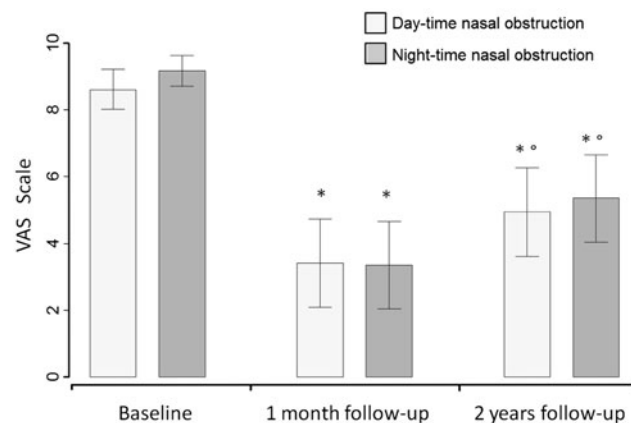 Day-time nasal obstruction
Night-time nasal obstruction
VAS Scale
10
8
6
4
2
0
* °
* °
*
*
Baseline
1 month follow-up
2 years follow-up